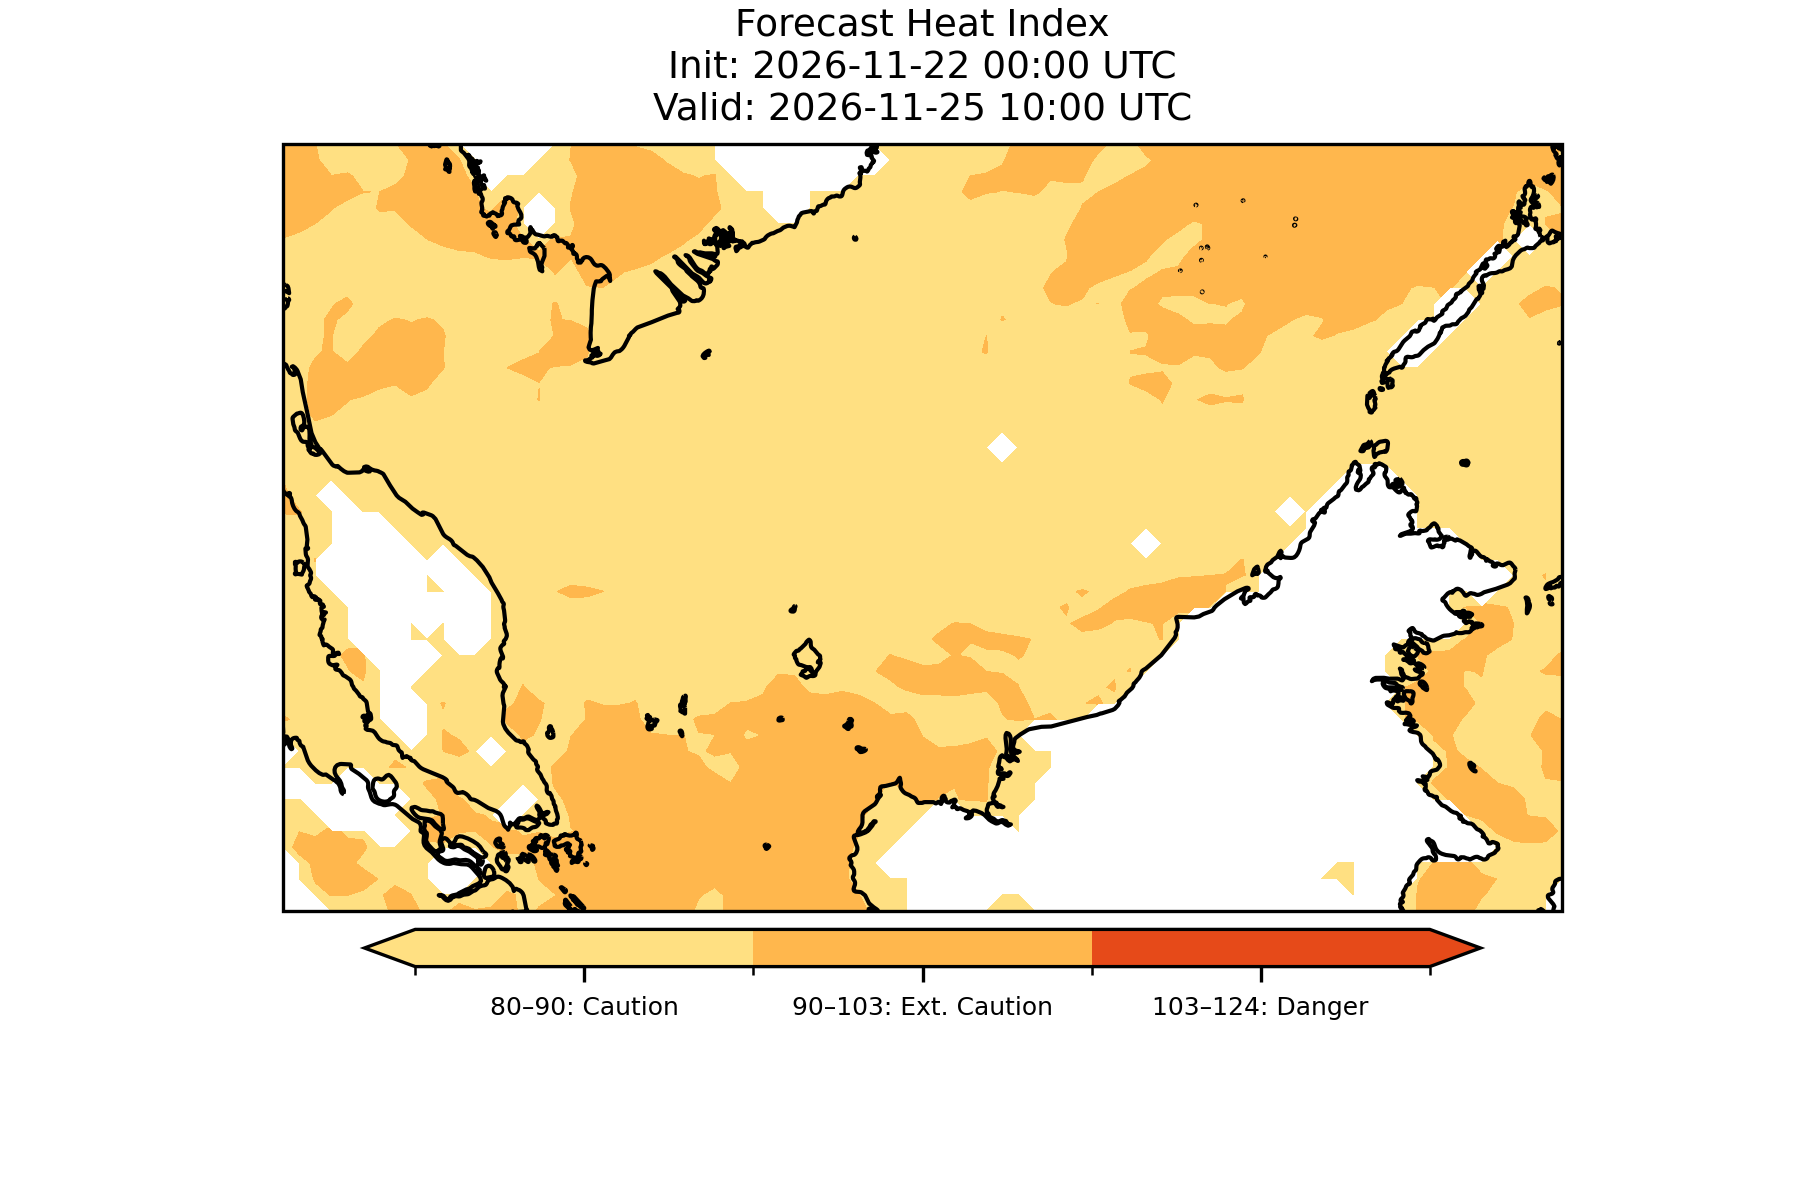 Forecast Heat Index
Init: 2026-11-22 00:00 UTC
Valid: 2026-11-25 10:00 UTC
80–90: Caution
90–103: Ext. Caution
103–124: Danger